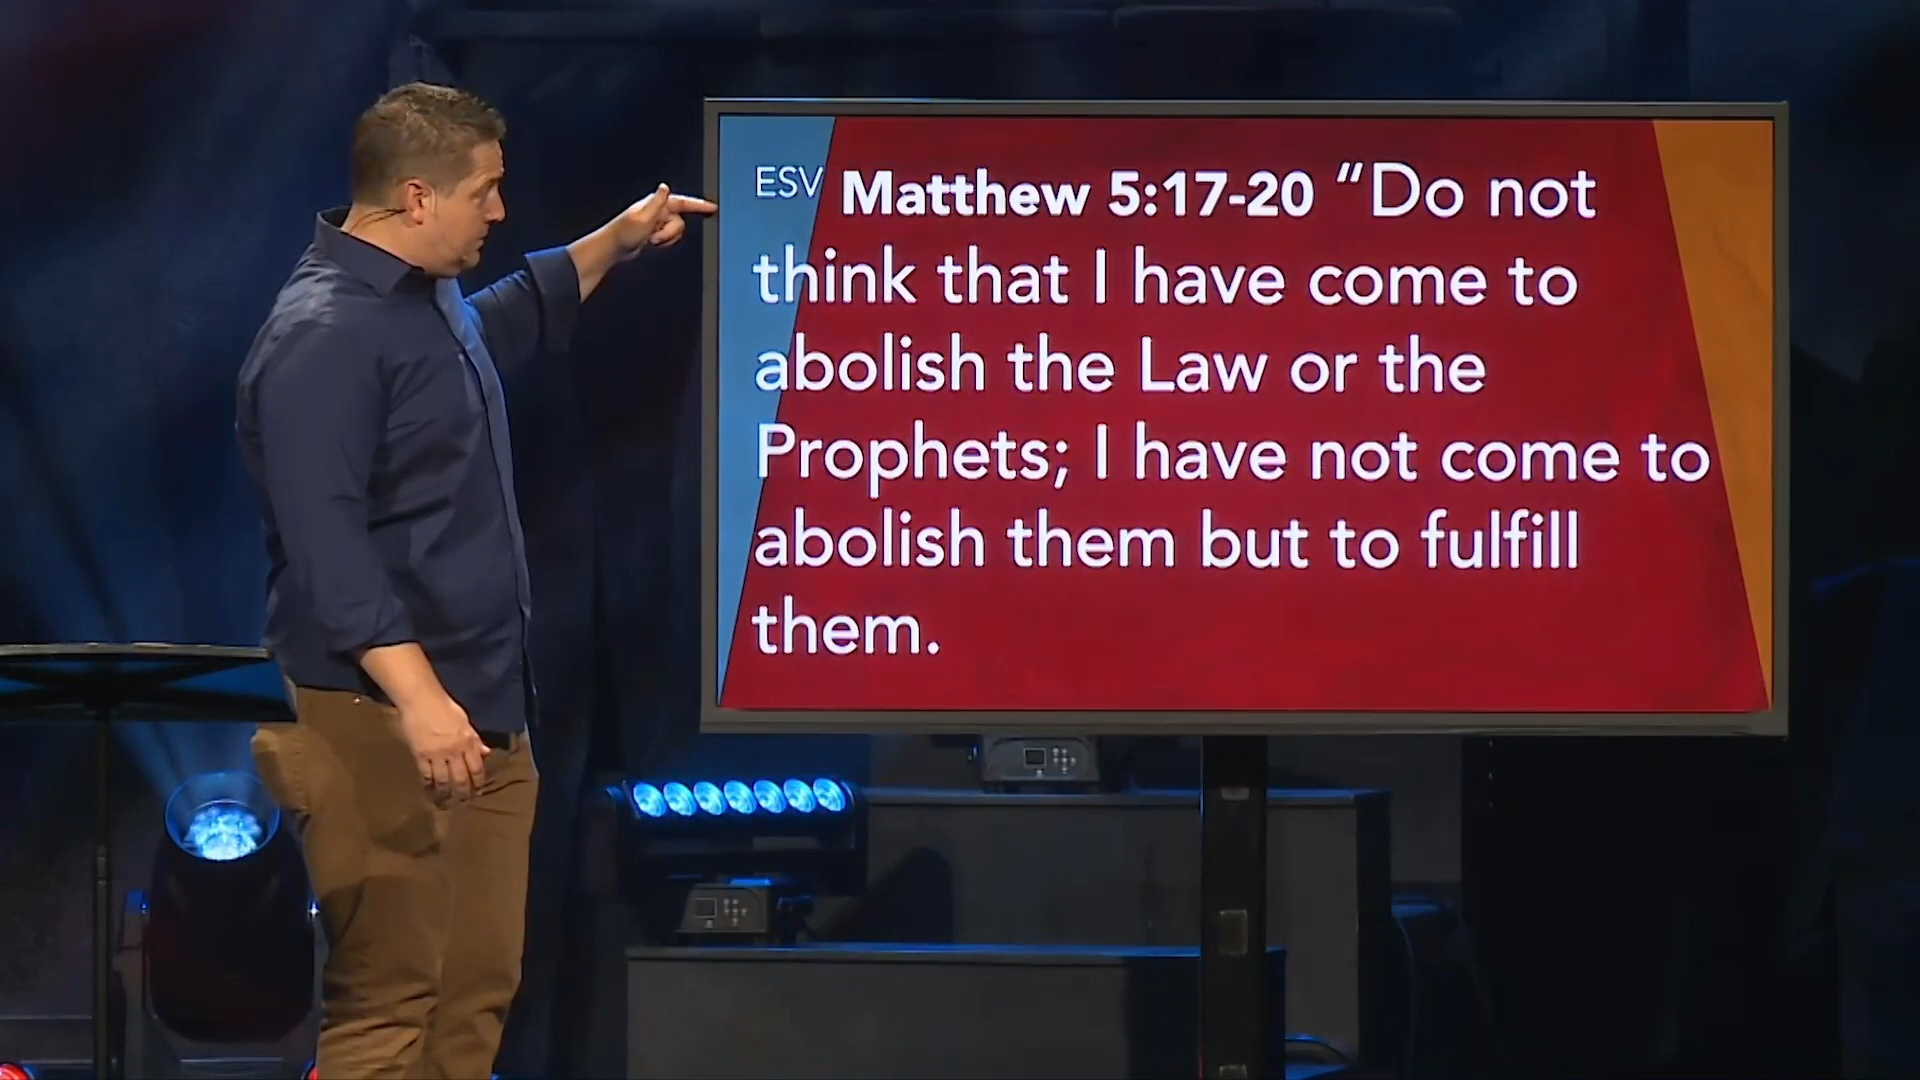 ESV Matthew 5:17-20 “Do not
think that I have come to
abolish the Law or the
Prophets; I have not come to
abolish them but to fulfill
them.